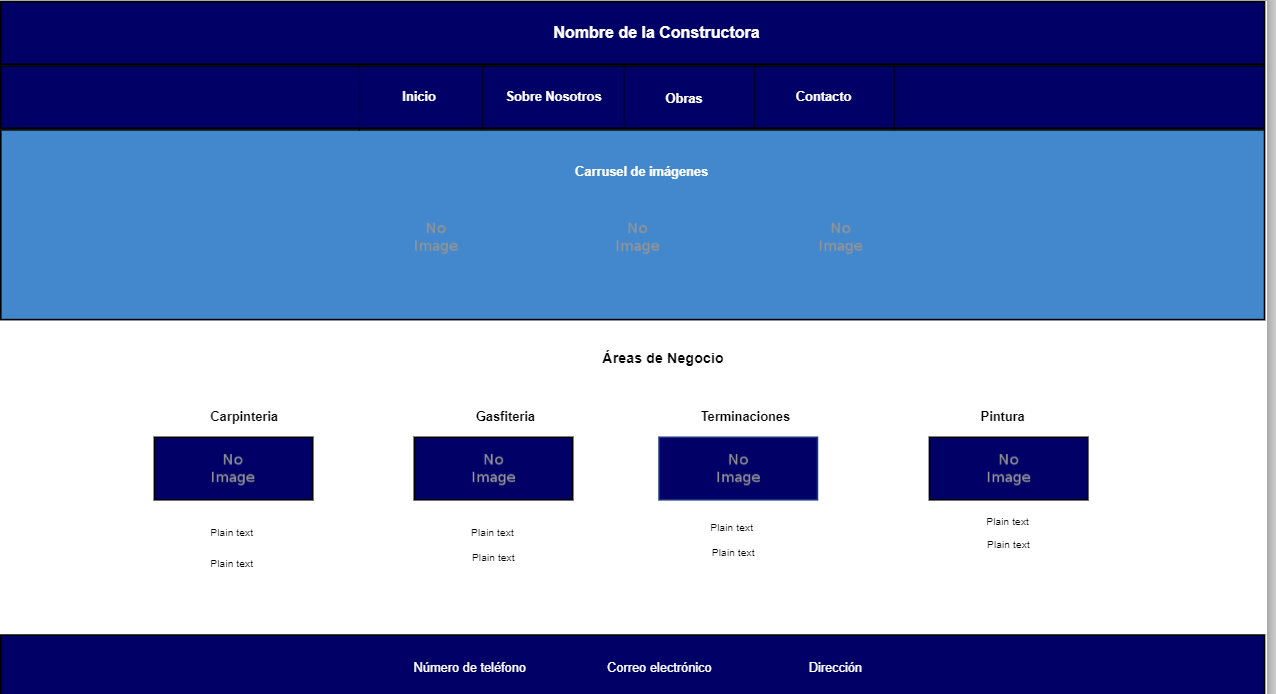 Nombre de la Constructora
Inicio
Sobre Nosotros
Obras
Contacto
Carrusel de imágenes
No
Image
No
Image
No
Image
Áreas de Negocio
Carpinteria
Gasfiteria
Terminaciones
Pintura
No
Image
No
Image
No
Image
No
Image
Plain text
Plain text
Plain text
Plain text
Plain text
Plain text
Plain text
Plain text
Número de teléfono
Correo electrónico
Dirección